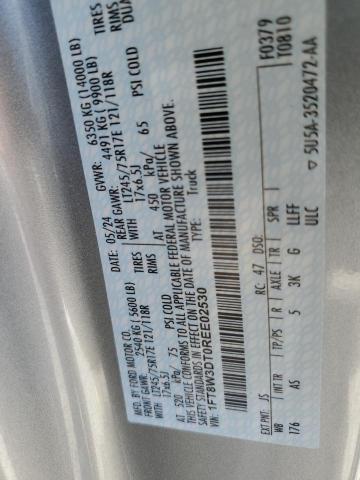 MFD. BY FORD MOTOR CO.
DATE: 05/24 GVWR: 6350 KG (14000 LB)
FRONT GAWR: 2540 KG (5600 LB) REAR GAWR: 4491 KG (9900 LB)
WITH LT245/75R17E 121/118R TIRES WITH LT245/75R17E 121/118R TIRES
17x6.5J RIMS 17x6.5J RIMS
AT 520 kPa/ 75 PSI COLD AT 450 kPa/ 65 PSI COLD DUAL
THIS VEHICLE CONFORMS TO ALL APPLICABLE FEDERAL MOTOR VEHICLE
SAFETY STANDARDS IN EFFECT ON THE DATE OF MANUFACTURE SHOWN ABOVE.
VIN: 1FT8W3DT0REE02530 TYPE: Truck
F0379
T0810
EXT PNT: JS RC: 47 DSO:
WB INT TR TP/PS R AXLE TR SPR
176 AS 5 3K G LLFF
ULC 5U5A-3520472-AA